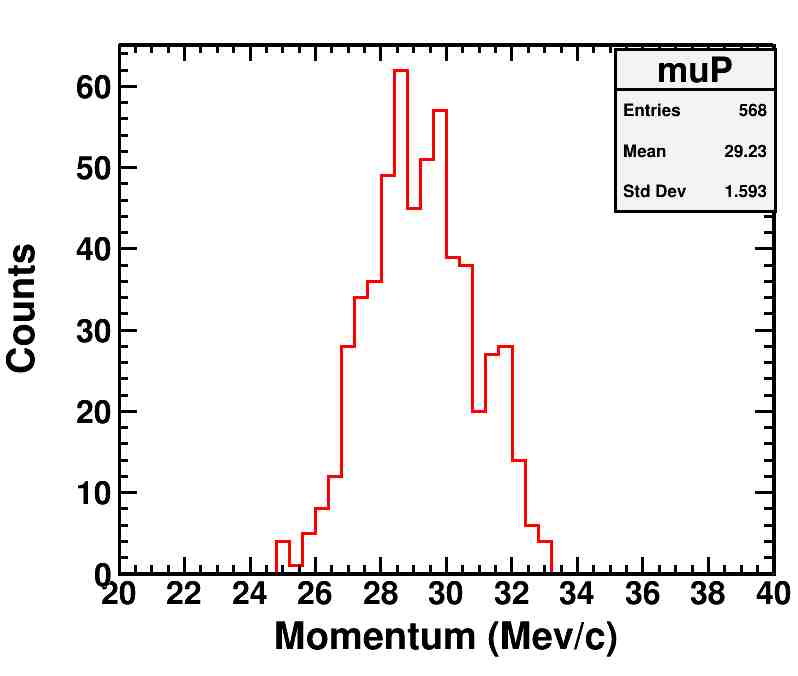 muP
Entries 568
Mean 29.23
Std Dev 1.593
60
50
40
30
20
10
0
Counts
20 22 24 26 28 30 32 34 36 38 40
Momentum (Mev/c)